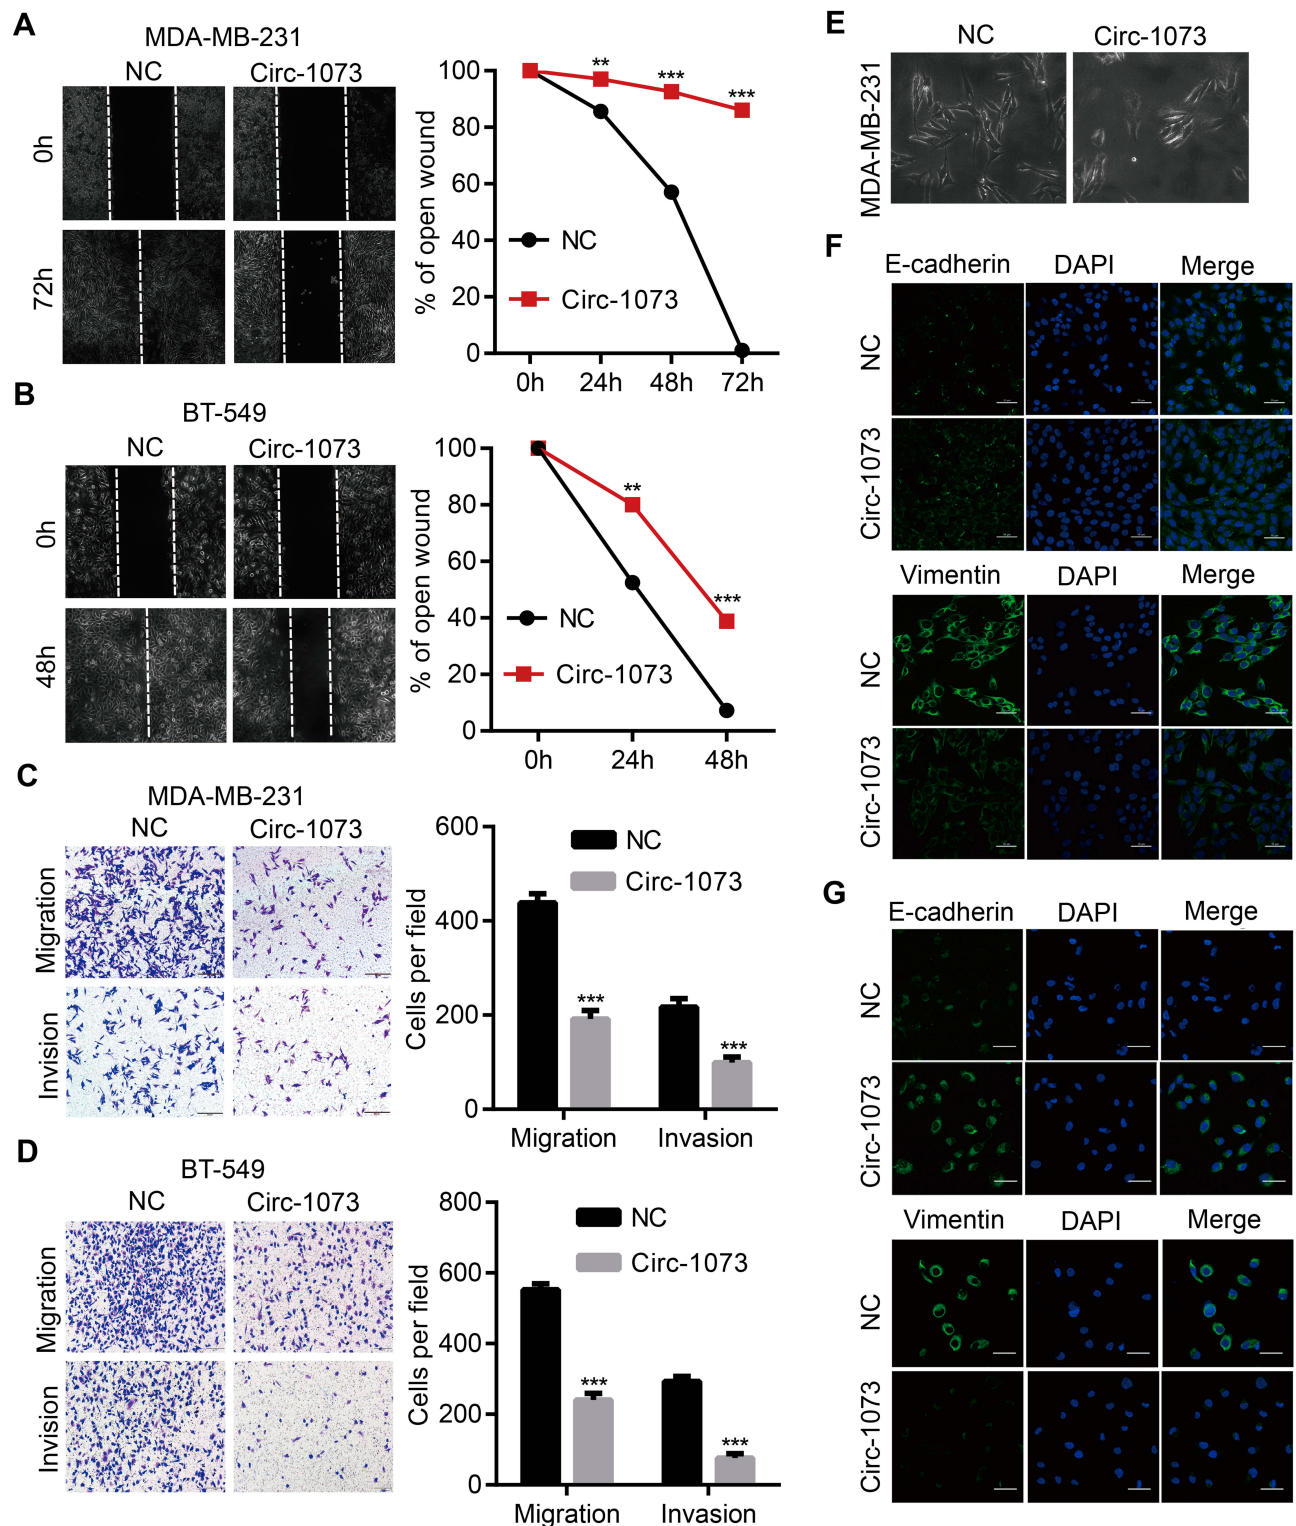 A
MDA-MB-231
NC Circ-1073
0h
72h
% of open wound
100
80
60
40
20
0
** *** ***
NC
Circ-1073
0h 24h 48h 72h
B
BT-549
NC Circ-1073
0h
48h
% of open wound
100
80
60
40
20
0
** ***
NC
Circ-1073
0h 24h 48h
C
MDA-MB-231
NC Circ-1073
Migration
Invision
Cells per field
600
400
200
0
NC
Circ-1073
*** ***
Migration Invasion
D
BT-549
NC Circ-1073
Migration
Invision
Cells per field
800
600
400
200
0
NC
Circ-1073
*** ***
Migration Invasion
E
NC Circ-1073
MDA-MB-231
F
E-cadherin DAPI Merge
NC
Circ-1073
Vimentin DAPI Merge
NC
Circ-1073
G
E-cadherin DAPI Merge
NC
Circ-1073
Vimentin DAPI Merge
NC
Circ-1073